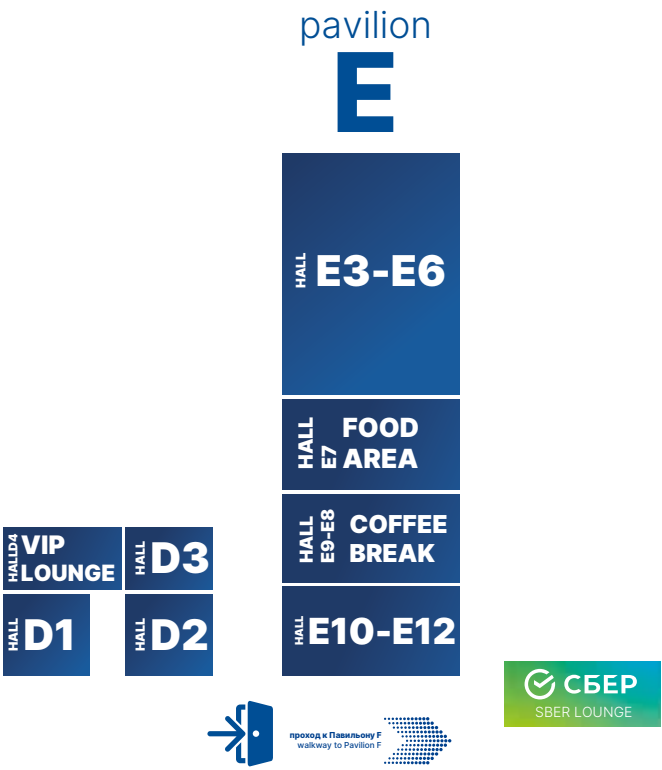 pavilion
E
HALL E3-E6
HALL E7
FOOD
AREA
HALL E9-E8
COFFEE
BREAK
HALL D4
VIP
LOUNGE
HALL D3
HALL D1
HALL D2
HALL E10-E12
СБЕР
SBER LOUNGE
проход к Павильону F
walkway to Pavilion F